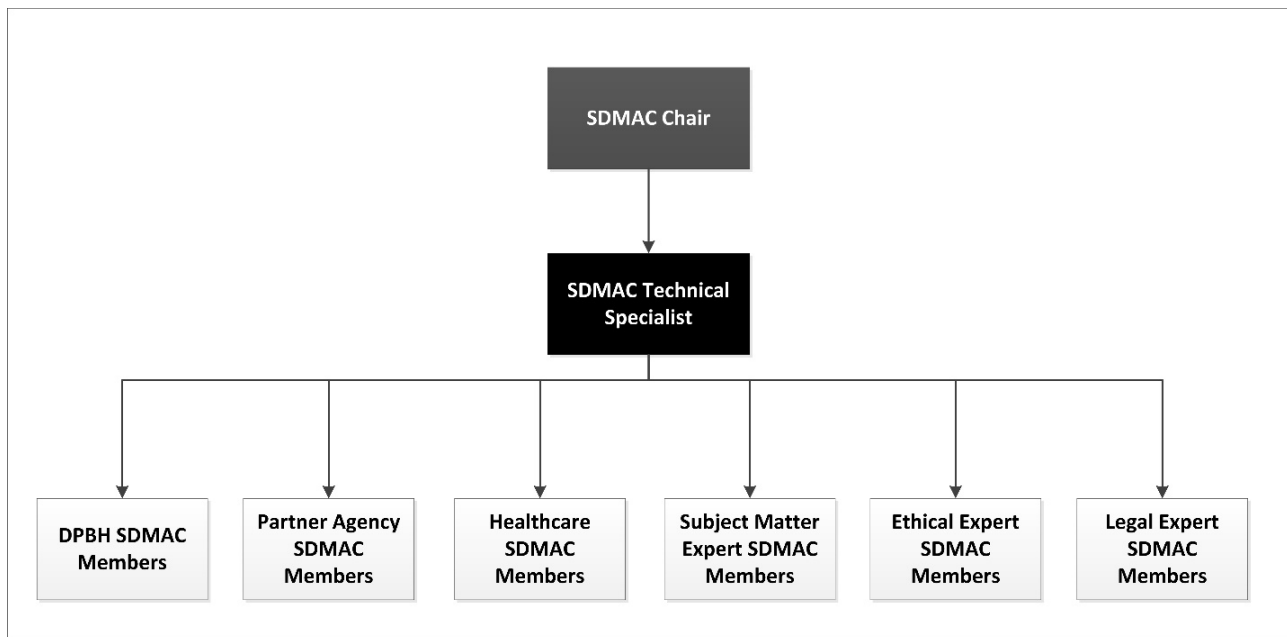 SDMAC Chair
SDMAC Technical
Specialist
DPBH SDMAC
Members
Partner Agency
SDMAC
Members
Healthcare
SDMAC
Members
Subject Matter
Expert SDMAC
Members
Ethical Expert
SDMAC
Members
Legal Expert
SDMAC
Members